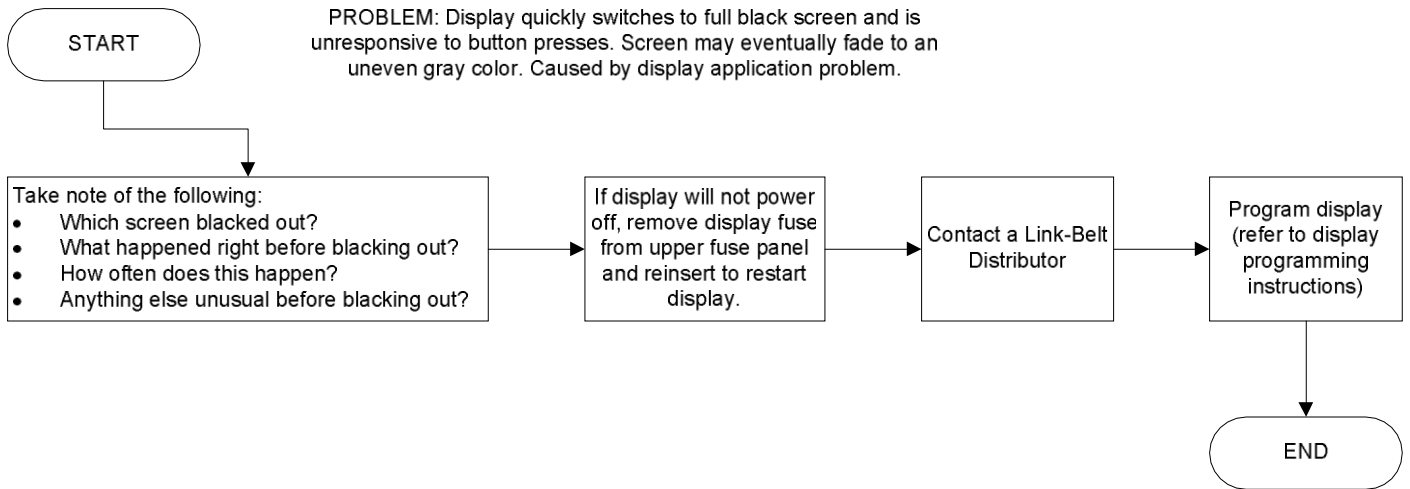 START
PROBLEM: Display quickly switches to full black screen and is
unresponsive to button presses. Screen may eventually fade to an
uneven gray color. Caused by display application problem.
Take note of the following:
• Which screen blacked out?
• What happened right before blacking out?
• How often does this happen?
• Anything else unusual before blacking out?
If display will not power
off, remove display fuse
from upper fuse panel
and reinsert to restart
display.
Contact a Link-Belt
Distributor
Program display
(refer to display
programming
instructions)
END